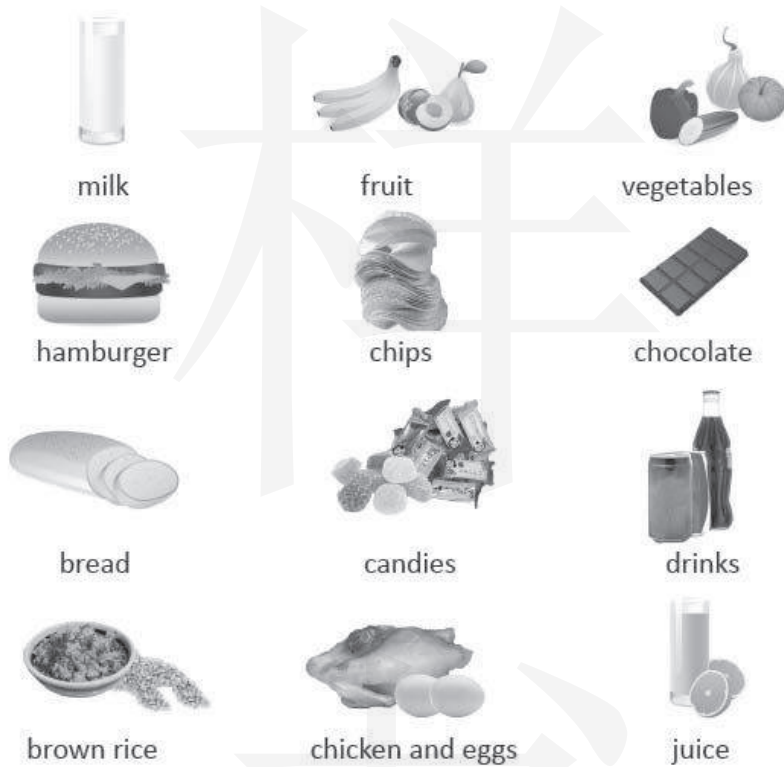 milk fruit vegetables
hamburger chips chocolate
bread candies drinks
brown rice chicken and eggs juice
样